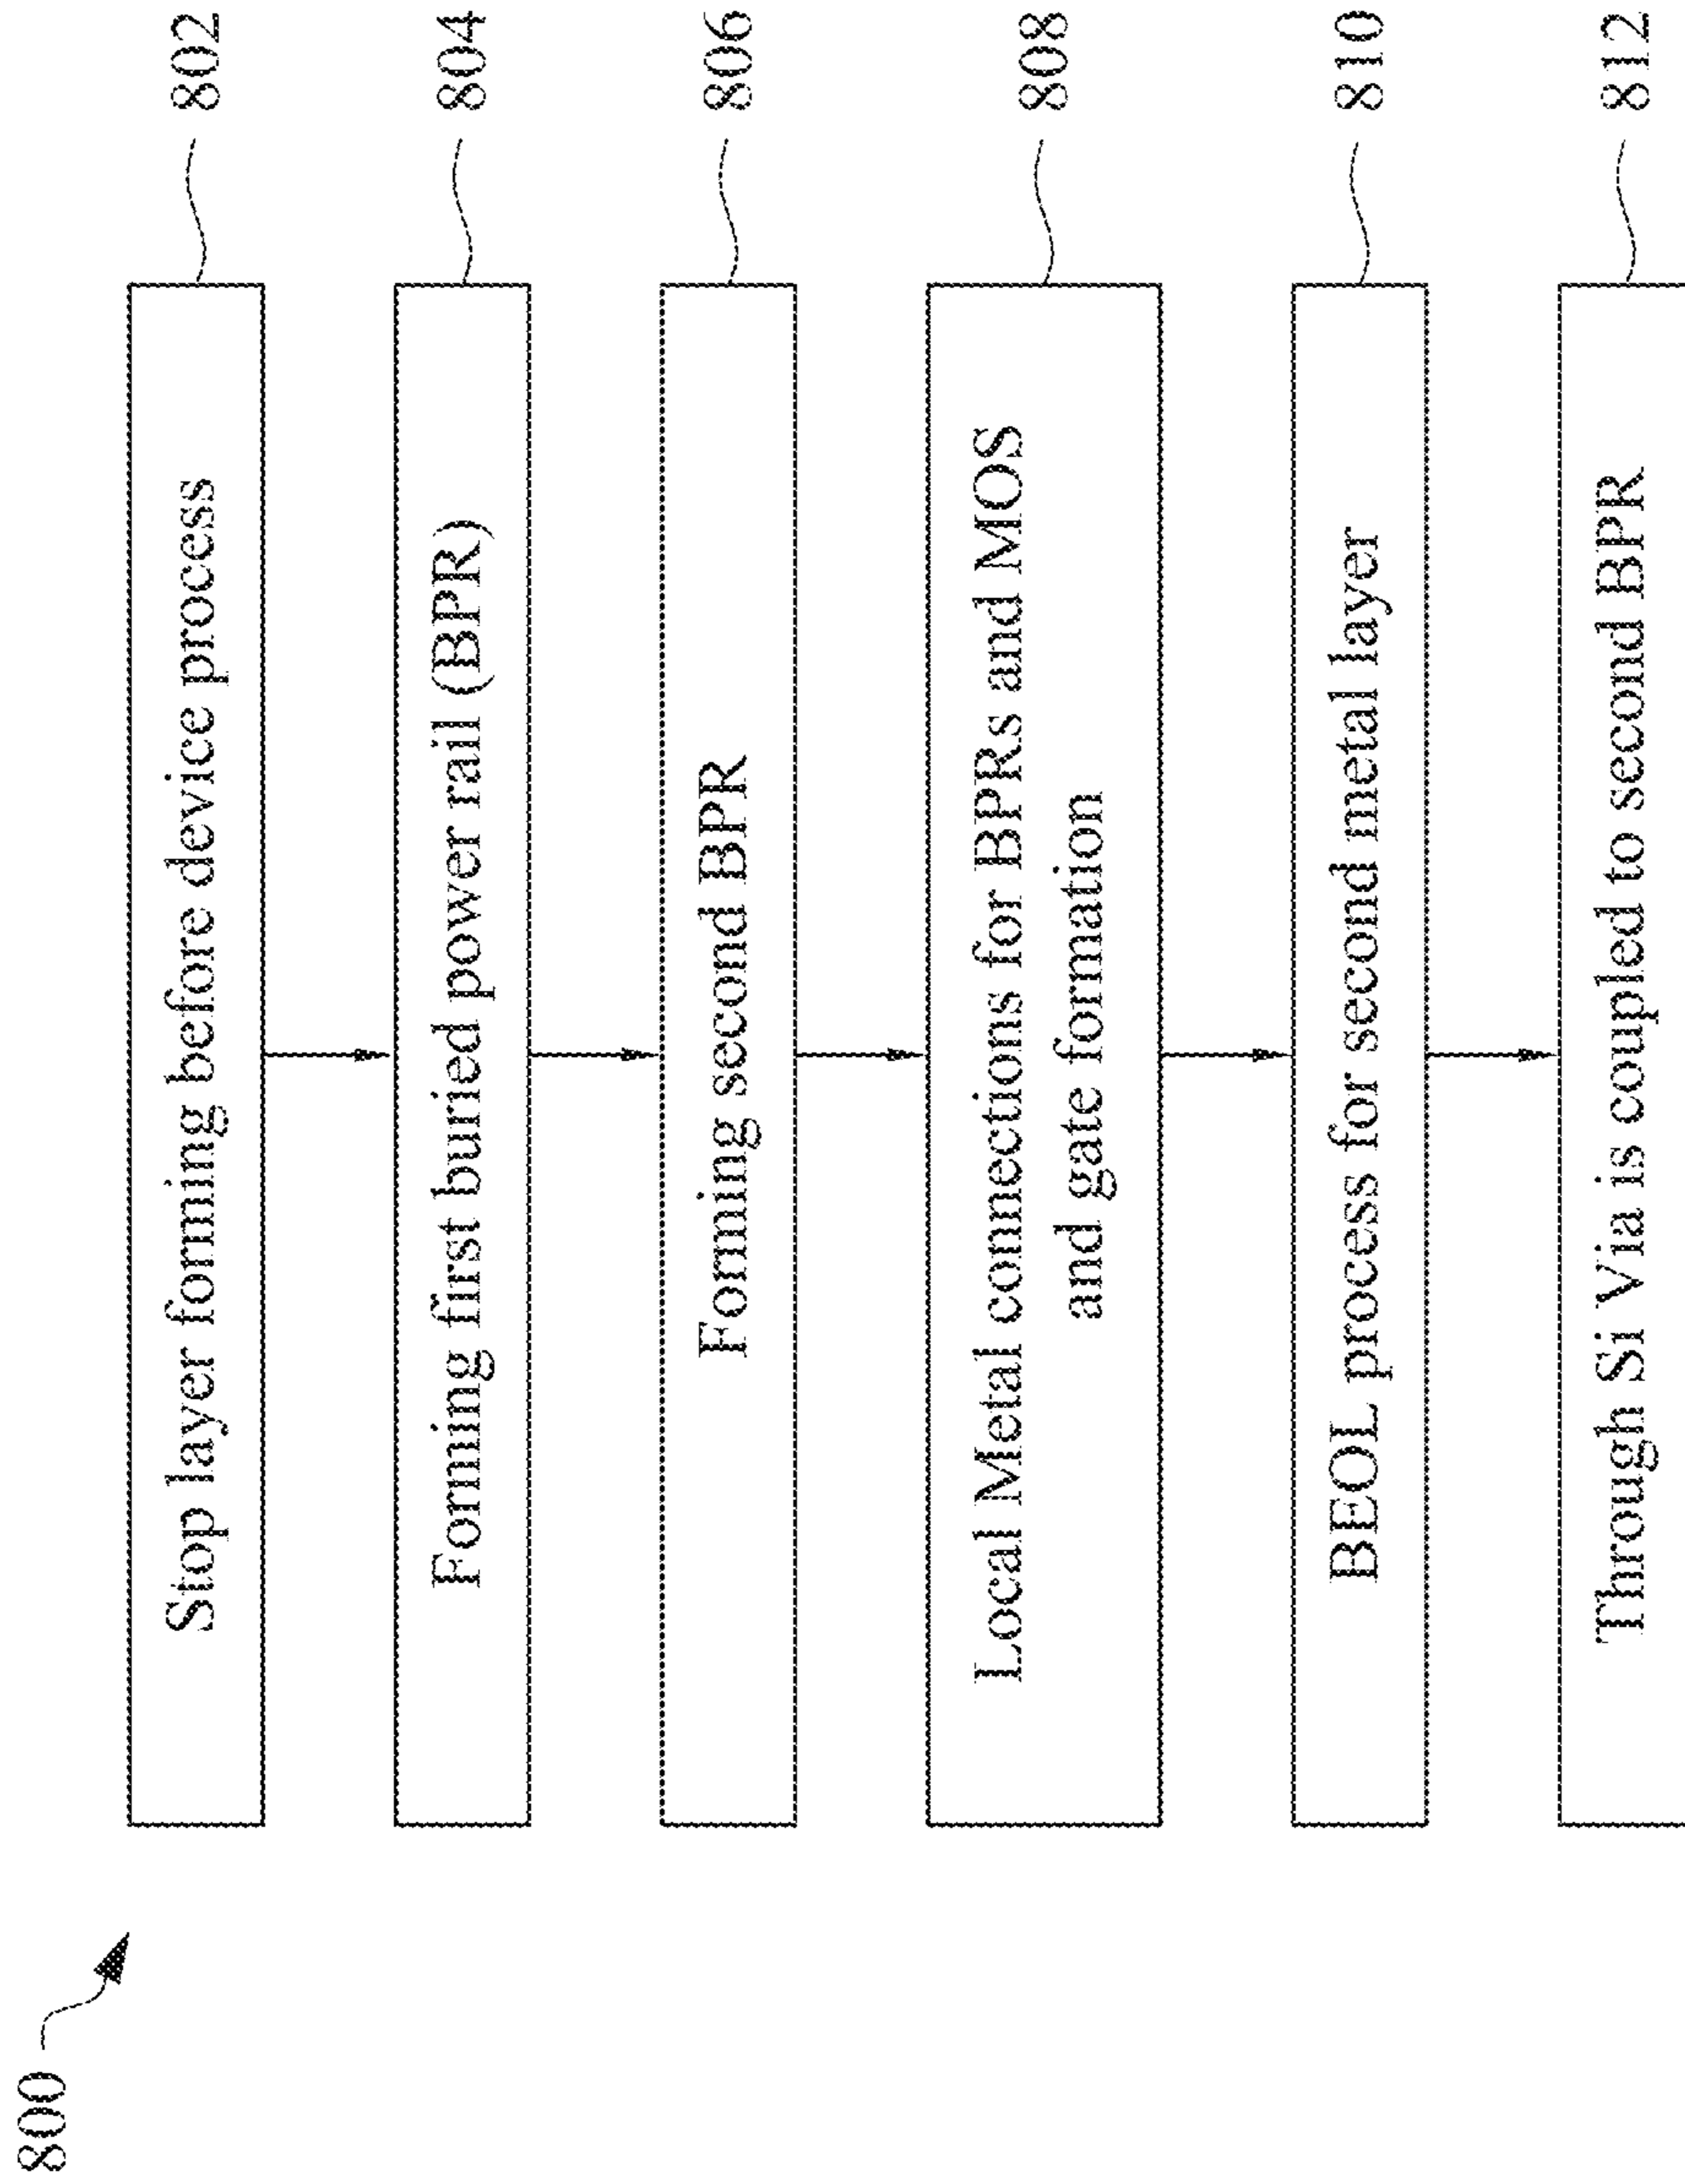 800
Stop layer forming before device process
802
Forming first buried power rail (BPR)
804
Forming second BPR
806
Local Metal connections for BPRs and MOS
and gate formation
808
BEOL process for second metal layer
810
Through Si Via is coupled to second BPR
812